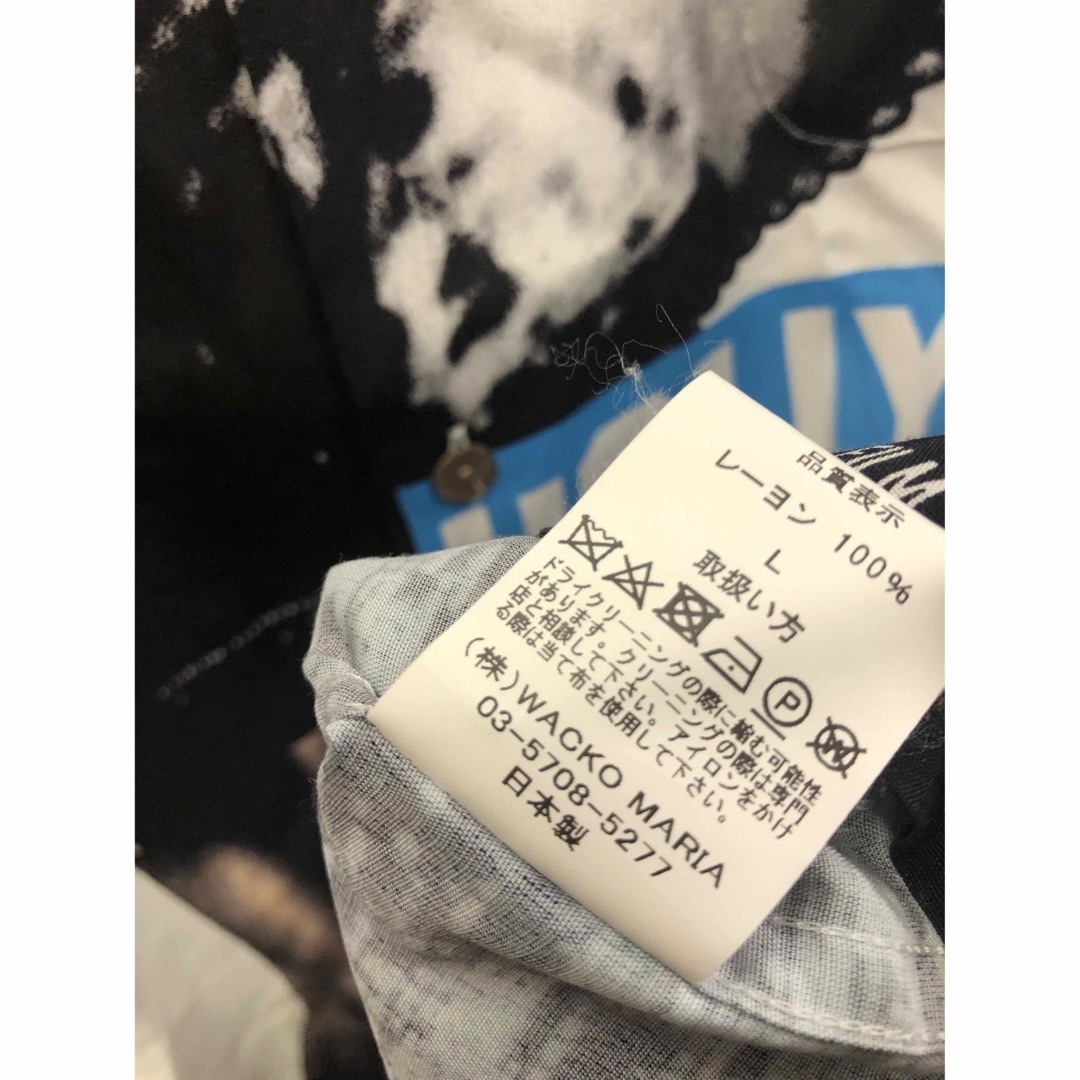 品質表示
レーヨン 100%
L
取扱い方
P
W
ドライクリーニングの際に縮む可能性
があります。クリーニングの際は専門
店と相談して下さい。アイロンをかけ
る際は当て布を使用して下さい。
(株)WACKO MARIA
03-5708-5277
日本製